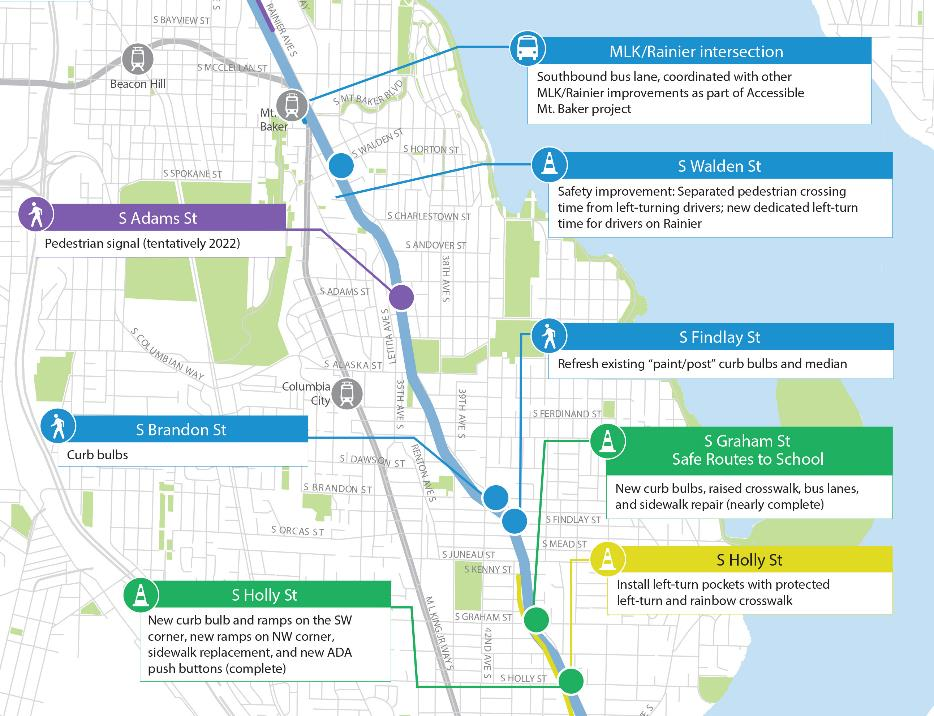 S BAYVIEW ST
RAINIER AVE S
S MCCLELLAN ST
Beacon Hill
Mt.
Baker
S MT BAKER BLVD
MLK/Rainier intersection
Southbound bus lane, coordinated with other
MLK/Rainier improvements as part of Accessible
Mt. Baker project
S WALDEN ST
S HORTON ST
S SPOKANE ST
S Walden St
Safety improvement: Separated pedestrian crossing
time from left-turning drivers; new dedicated left-turn
time for drivers on Rainier
S Adams St
Pedestrian signal (tentatively 2022)
S CHARLESTOWN ST
S ANDOVER ST
38TH AVE S
S ADAMS ST
LETITIA AVE S
S COLUMBIAN WAY
S Findlay St
Refresh existing “paint/post” curb bulbs and median
S ALASKA ST
Columbia
City
35TH AVE S
39TH AVE S
S FERDINAND ST
S Brandon St
Curb bulbs
S Graham St
Safe Routes to School
New curb bulbs, raised crosswalk, bus lanes,
and sidewalk repair (nearly complete)
S DAWSON ST
RENTON AVE S
S BRANDON ST
S ORCAS ST
S FINDLAY ST
S MEAD ST
S JUNEAU ST
S KENNY ST
S Holly St
Install left-turn pockets with protected
left-turn and rainbow crosswalk
S Holly St
New curb bulb and ramps on the SW
corner, new ramps on NW corner,
sidewalk replacement, and new ADA
push buttons (complete)
M L KING JR WAY S
S GRAHAM ST
42ND AVE S
S HOLLY ST